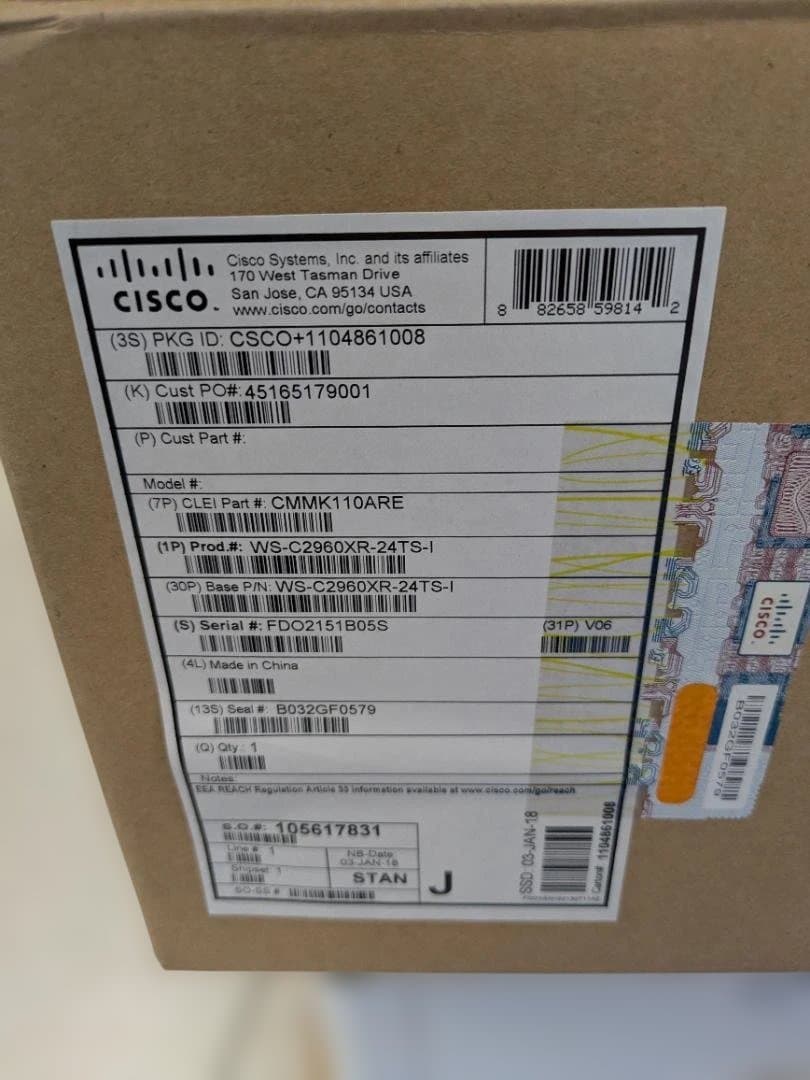 CISCO.
Cisco Systems, Inc. and its affiliates
170 West Tasman Drive
San Jose, CA 95134 USA
www.cisco.com/go/contacts
8 82658 59814 2
(3S) PKG ID: CSCO+1104861008
(K) Cust PO#: 45165179001
(P) Cust Part #:
Model #:
(7P) CLEI Part #: CMMK110ARE
(1P) Prod.#: WS-C2960XR-24TS-I
(30P) Base P/N: WS-C2960XR-24TS-I
(S) Serial #: FDO2151B05S
(31P) V06
(4L) Made in China
(13S) Seal #: B032GF0579
(Q) Qty.: 1
Notes:
EEA REACH Regulation Article 33 information available at www.cisco.com/go/reach
S.O.#: 105617831
Line # 1
NB-Date
03-JAN-18
Shipset 1
STAN
SO-SS #
J
SSD 03-JAN-18
Carton# 1104861008
CISCO.
B032GF0579